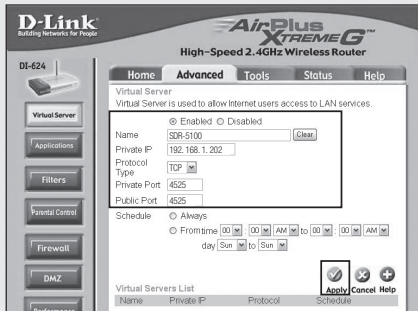 D-Link
Building Networks for People
AirPlus
XTREME G™
High-Speed 2.4GHz Wireless Router
DI-624
Home Advanced Tools Status Help
Virtual Server
Virtual Server is used to allow Internet users access to LAN services.
Enabled Disabled
Name SDR-5100 Clear
Private IP 192.168.1.202
Protocol
Type TCP
Private Port 4525
Public Port 4525
Schedule Always
From time 00 : 00 AM to 00 : 00 AM
day Sun to Sun
Apply Cancel Help
Virtual Servers List
Name Private IP Protocol Schedule
Virtual Server
Applications
Filters
Parental Control
Firewall
DMZ
Performance